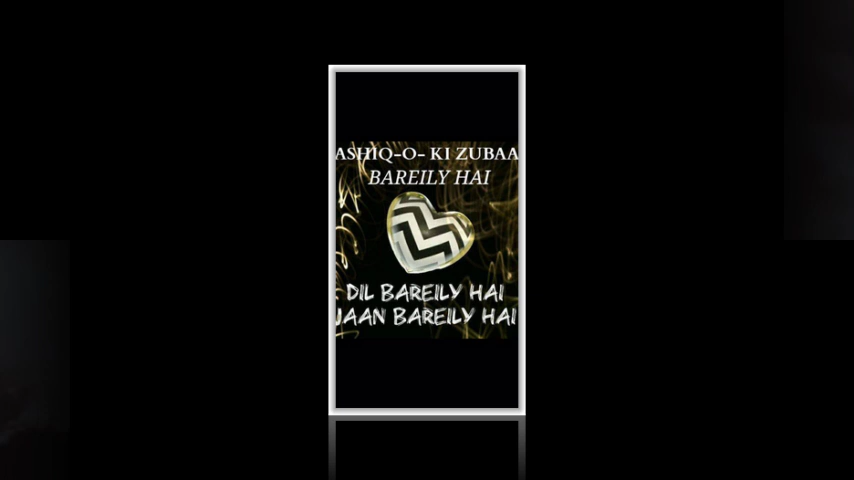 ASHIQ-O- KI ZUBAA
BAREILY HAI
DIL BAREILY HAI
JAAN BAREILY HAI